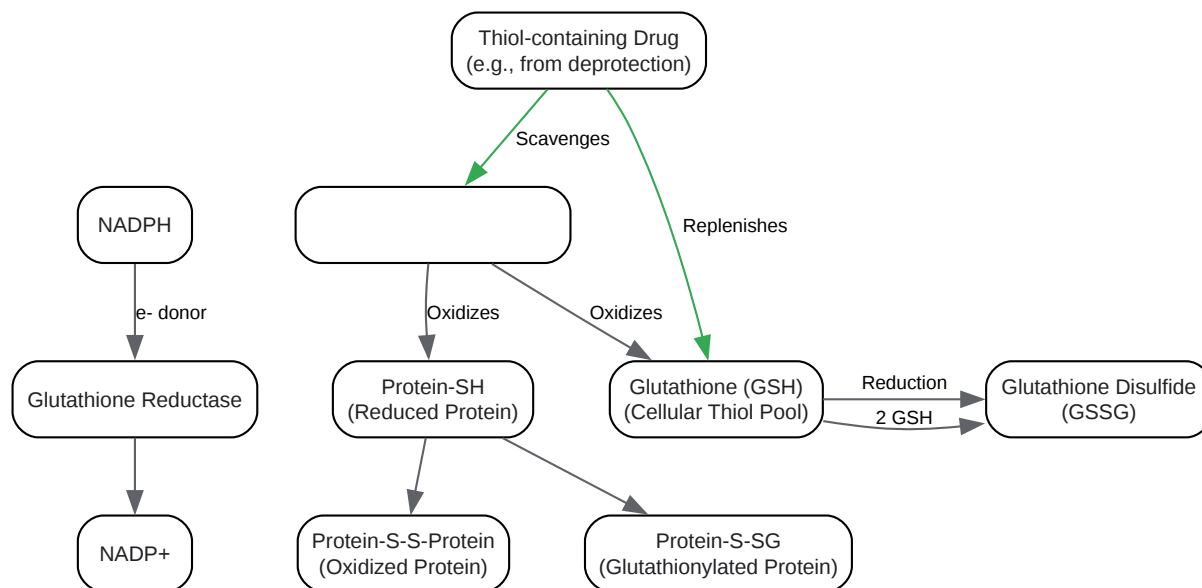 Thiol-containing Drug
(e.g., from deprotection)
Scavenges
NADPH
Replenishes
e- donor
Oxidizes
Oxidizes
Glutathione Reductase
Protein-SH
(Reduced Protein)
Glutathione (GSH)
(Cellular Thiol Pool)
Reduction
2 GSH
Glutathione Disulfide
(GSSG)
NADP+
Protein-S-S-Protein
(Oxidized Protein)
Protein-S-SG
(Glutathionylated Protein)